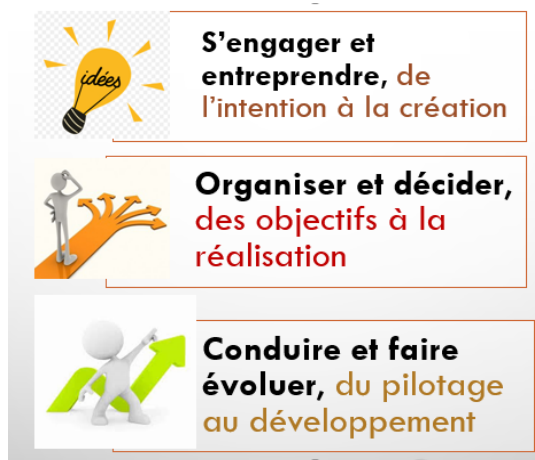 idées
S’engager et
entreprendre, de
l’intention à la création
Organiser et décider,
des objectifs à la
réalisation
Conduire et faire
évoluer, du pilotage
au développement